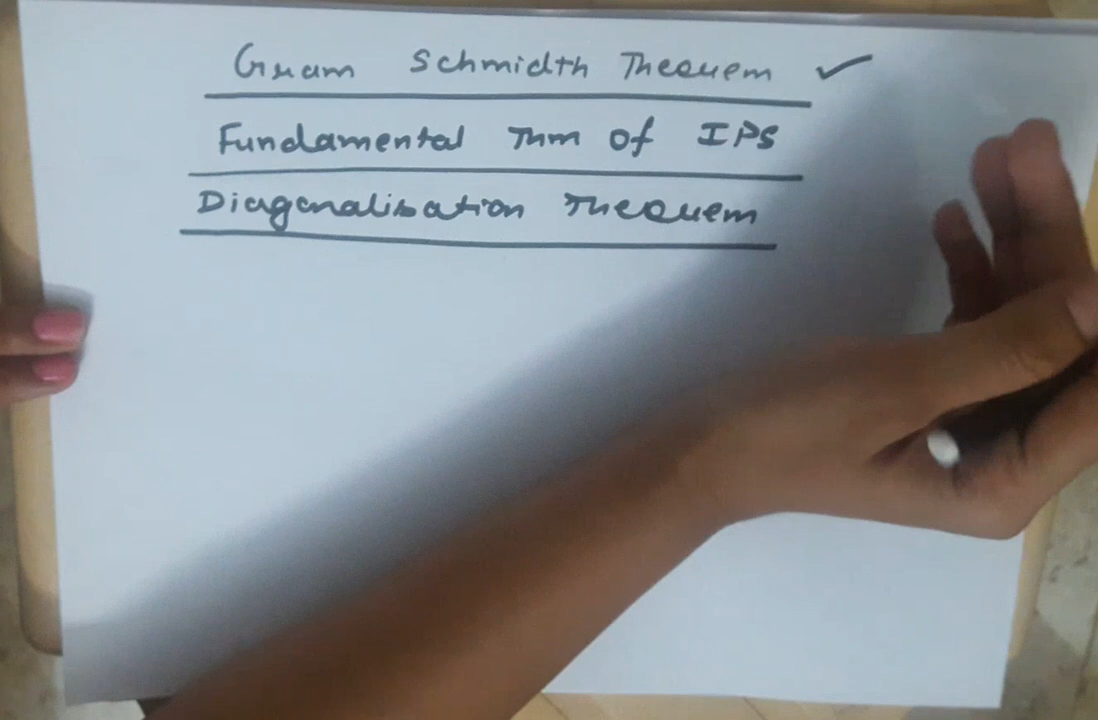 Gram Schmidth Theorem ✓
Fundamental Thm of IPS
Diagonalisation Theorem